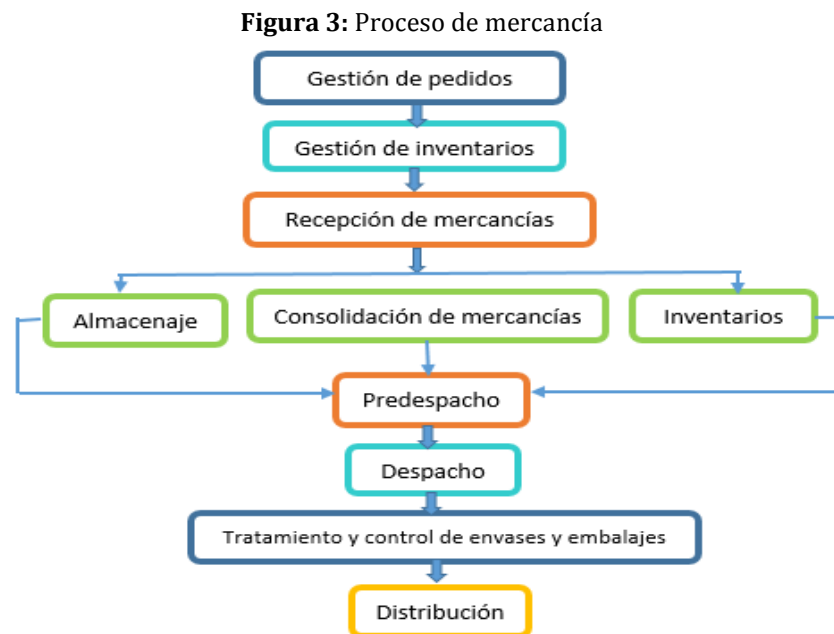 Figura 3: Proceso de mercancía
Gestión de pedidos
Gestión de inventarios
Recepción de mercancías
Almacenaje
Consolidación de mercancías
Inventarios
Predespacho
Despacho
Tratamiento y control de envases y embalajes
Distribución